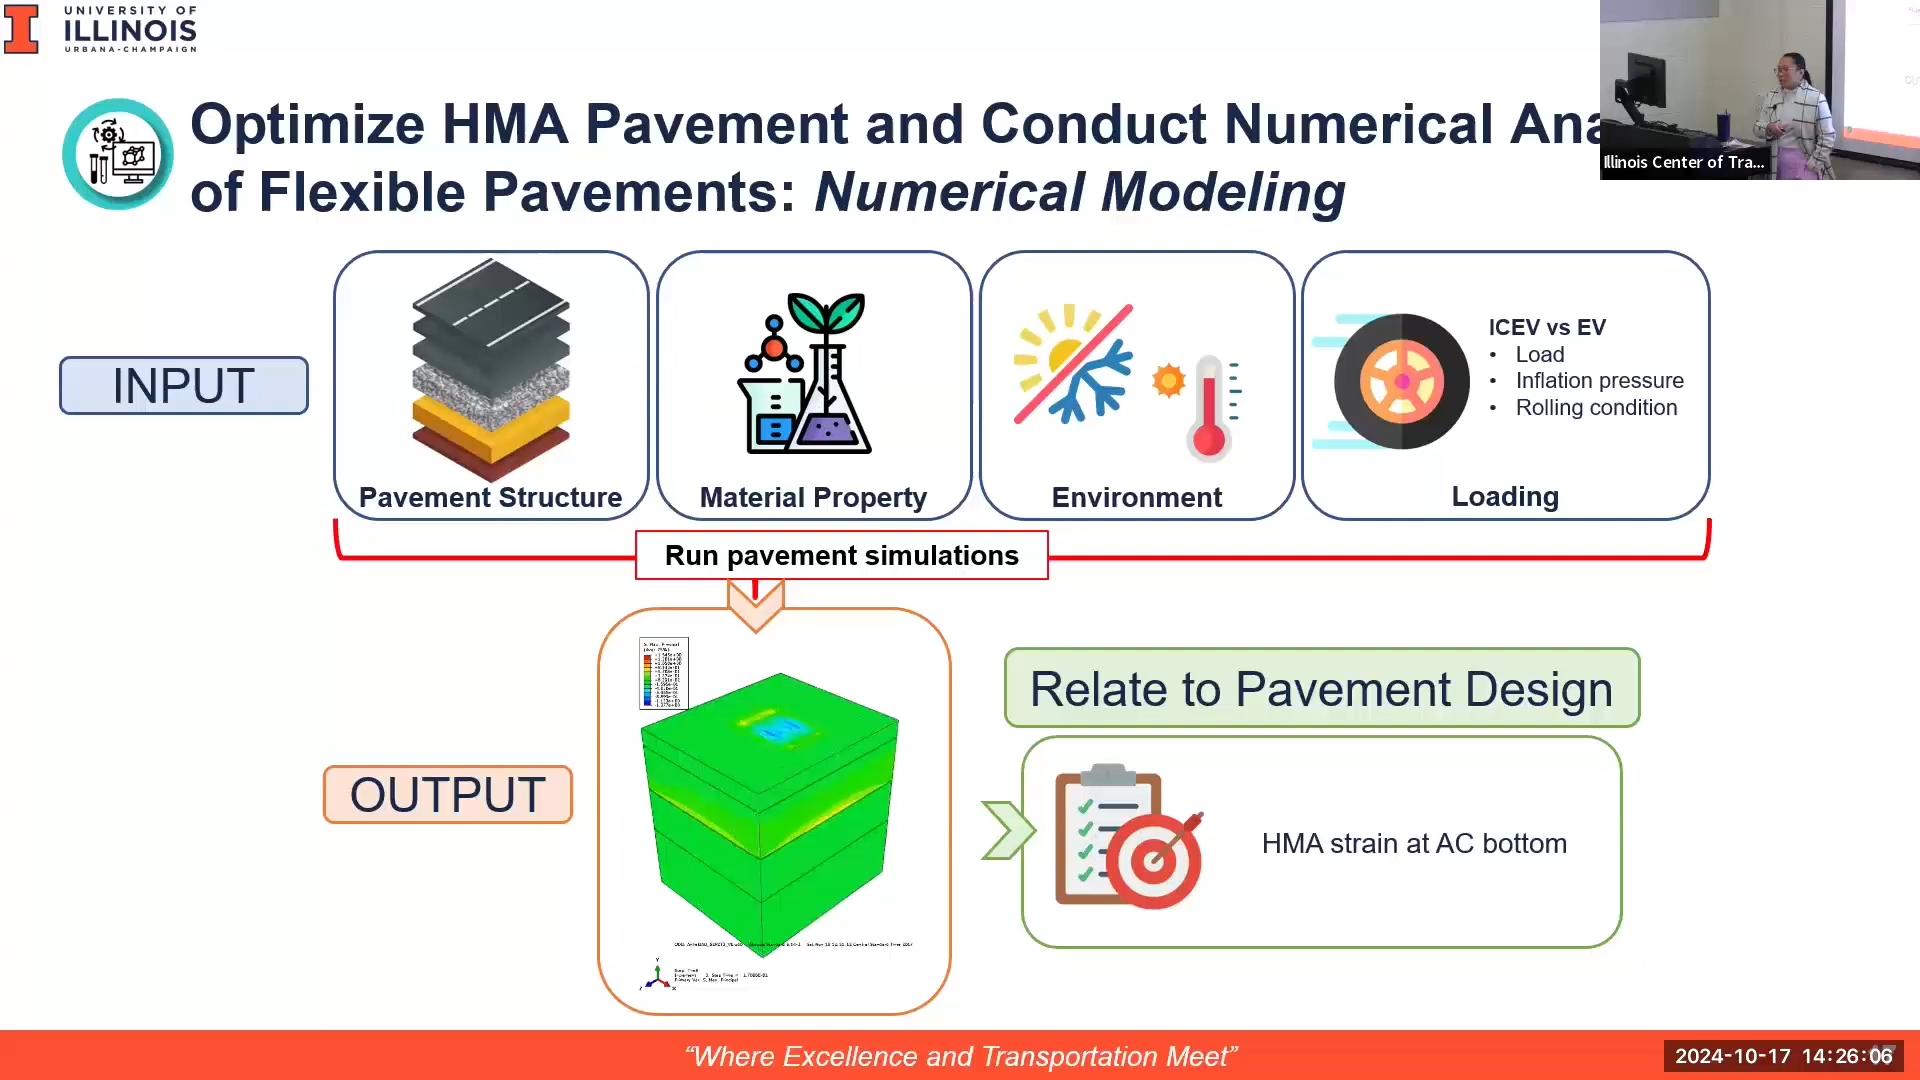 UNIVERSITY OF
ILLINOIS
URBANA-CHAMPAIGN
Optimize HMA Pavement and Conduct Numerical Ana
of Flexible Pavements: Numerical Modeling
Illinois Center of Tra...
INPUT
Pavement Structure
Material Property
Environment
ICEV vs EV
• Load
• Inflation pressure
• Rolling condition
Loading
Run pavement simulations
OUTPUT
Relate to Pavement Design
HMA strain at AC bottom
“Where Excellence and Transportation Meet”
2024-10-17 14:26:06